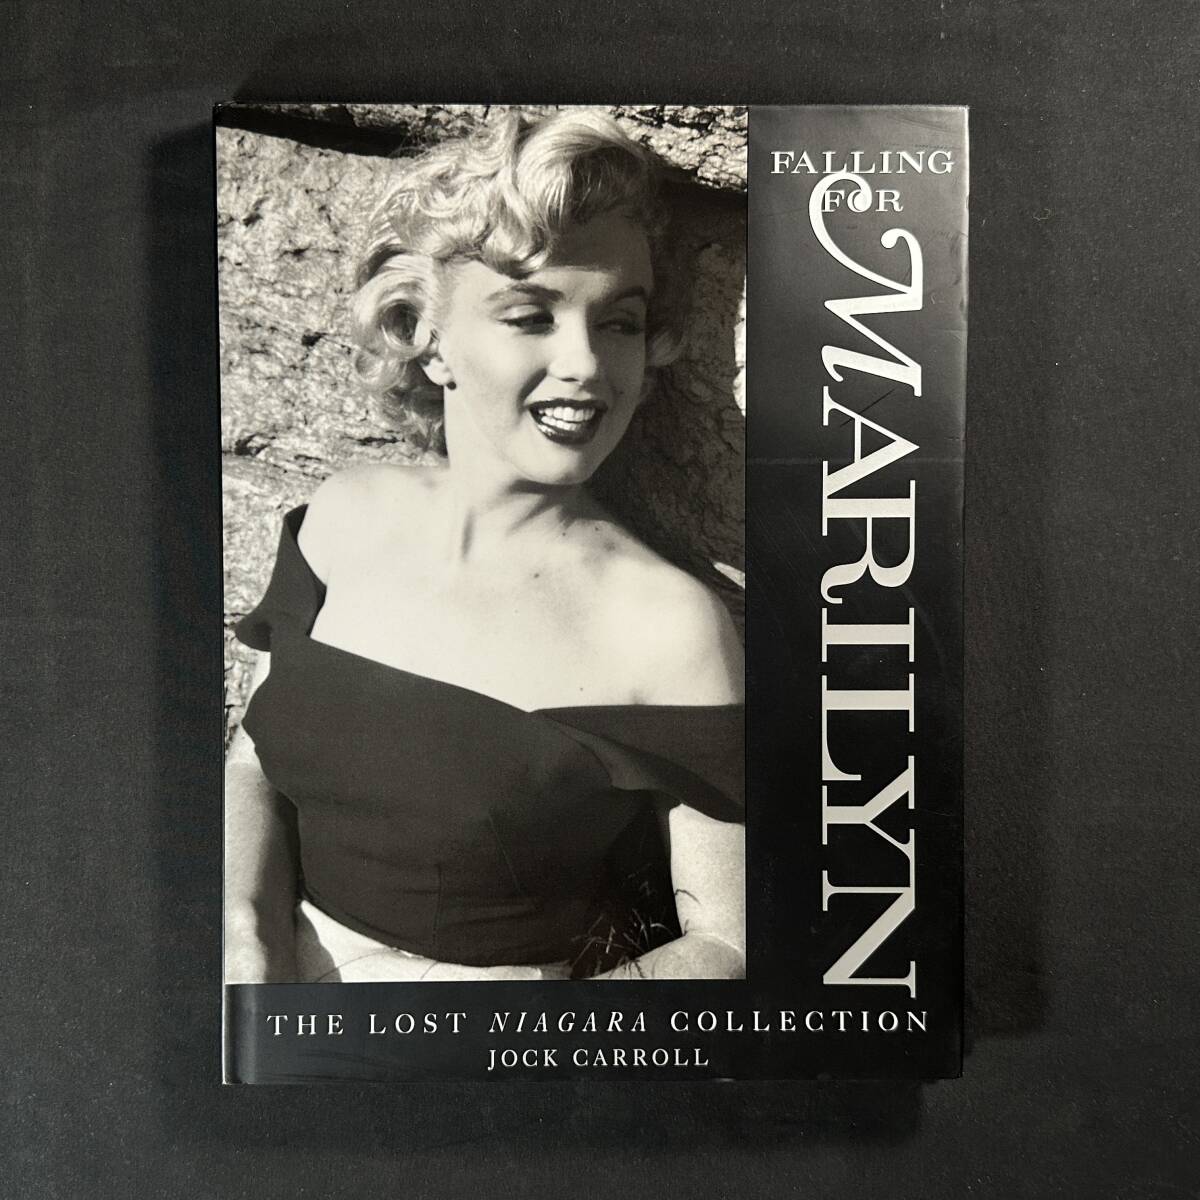 FALLING
FOR
MARILYN
THE LOST NIAGARA COLLECTION
JOCK CARROLL